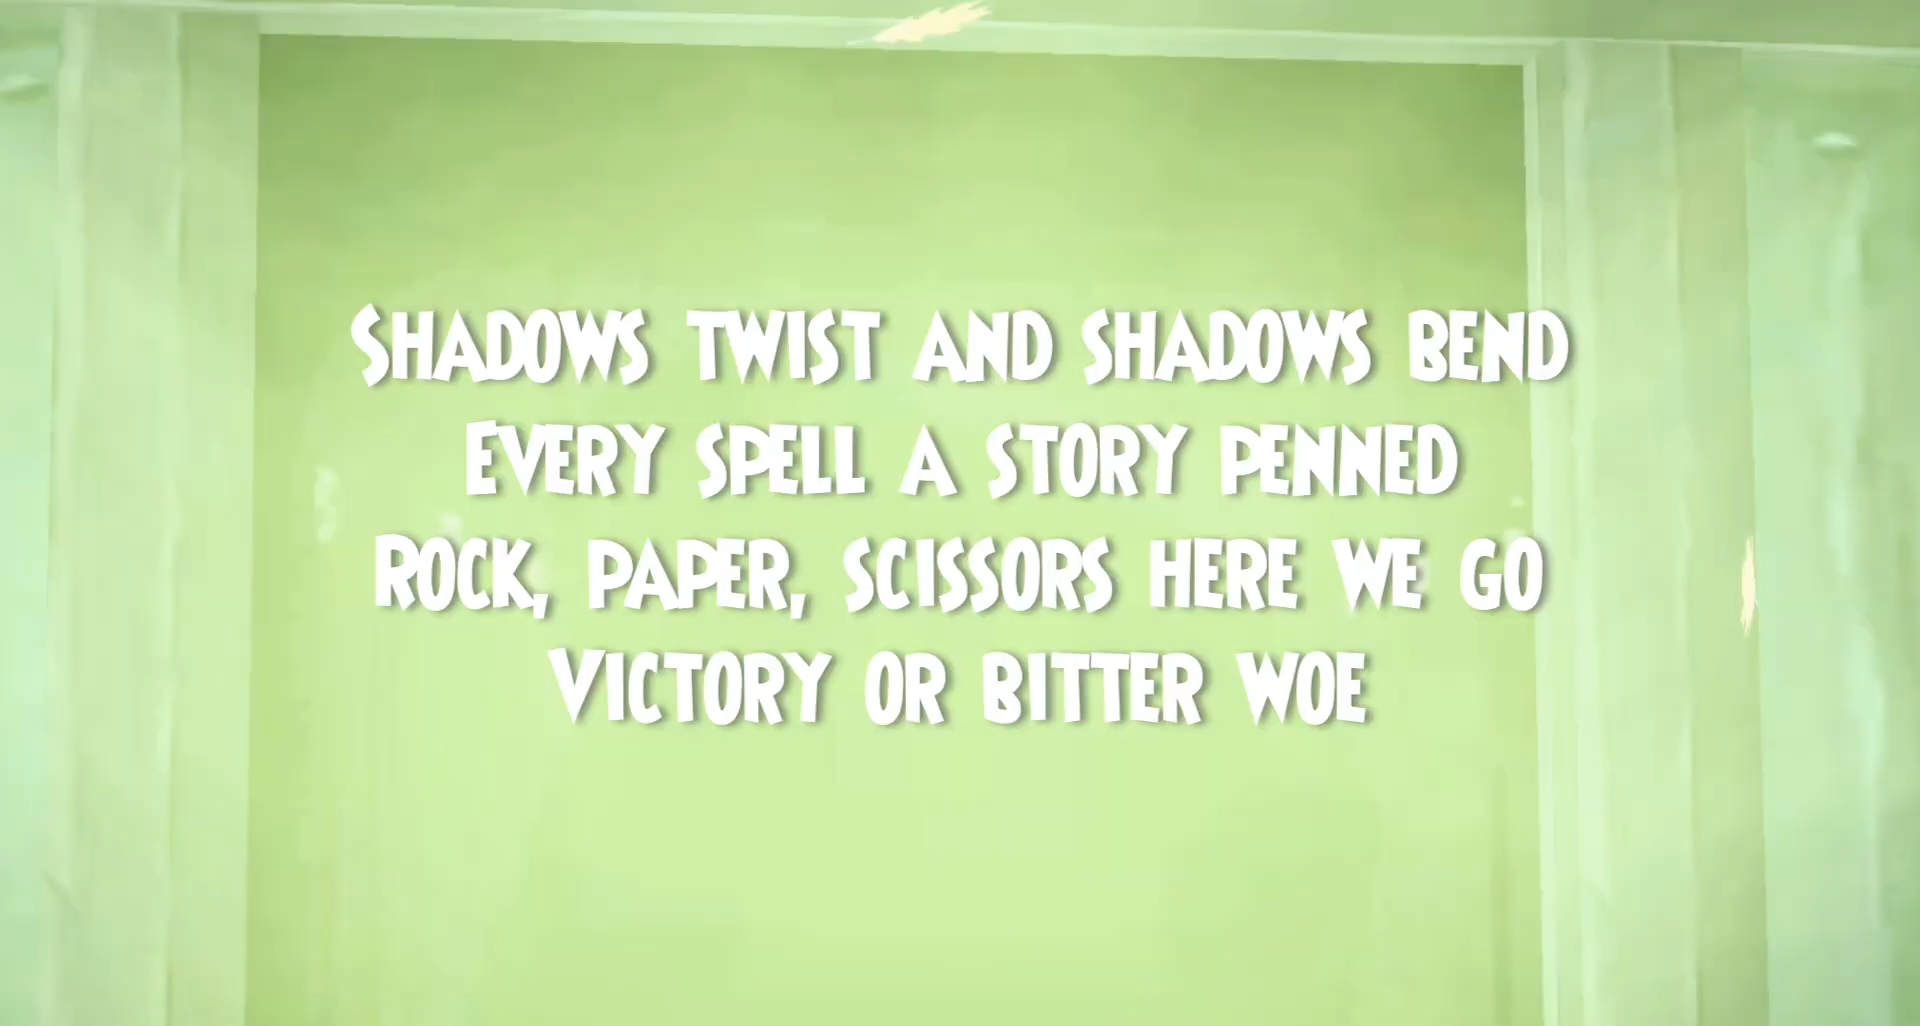 Shadows twist and shadows bend
Every spell a story penned
Rock, paper, scissors here we go
Victory or bitter woe